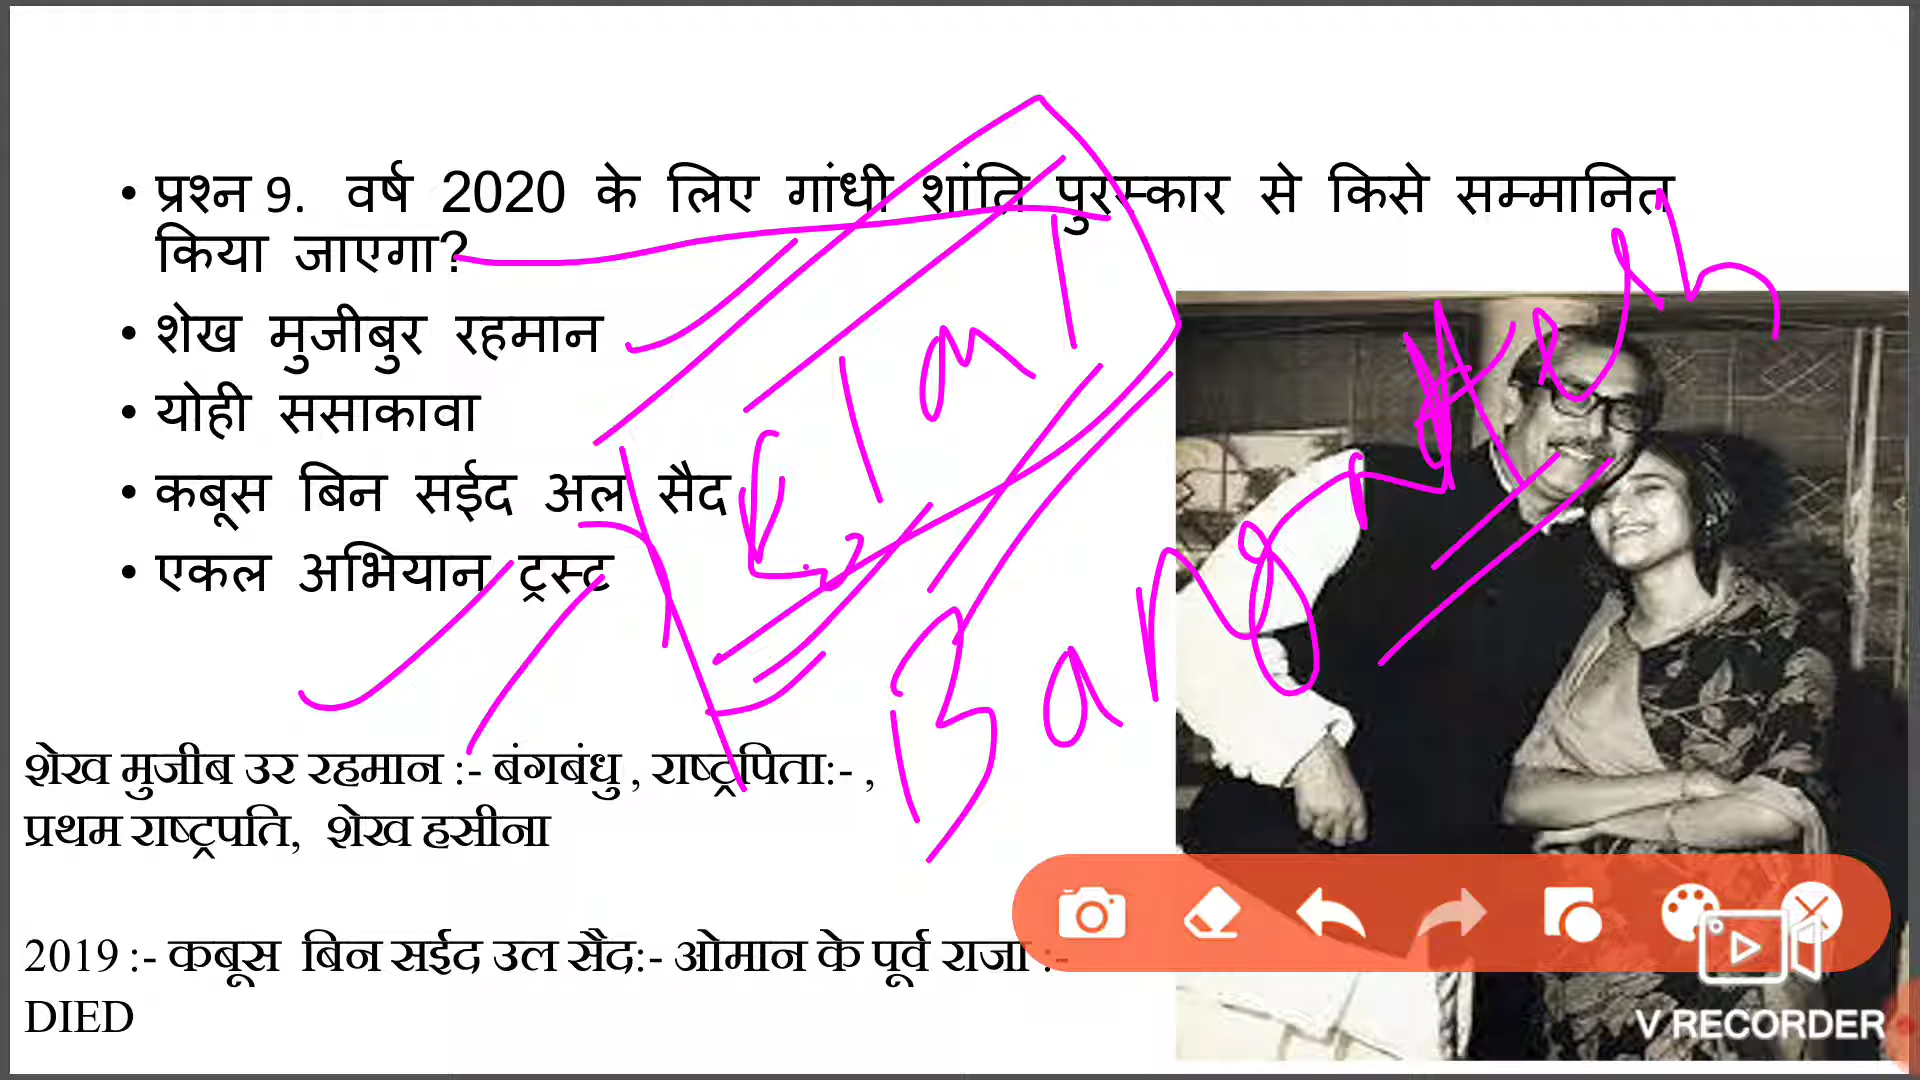 • प्रश्न 9. वर्ष 2020 के लिए गांधी शांति पुरस्कार से किसे सम्मानित
किया जाएगा?
• शेख मुजीबुर रहमान
• योही ससाकावा
• कबूस बिन सईद अल सैद
• एकल अभियान ट्रस्ट
शेख मुजीब उर रहमान :- बंगबंधु , राष्ट्रपिता:- ,
प्रथम राष्ट्रपति, शेख हसीना
2019 :- कबूस बिन सईद उल सैद:- ओमान के पूर्व राजा :-
DIED
V RECORDER